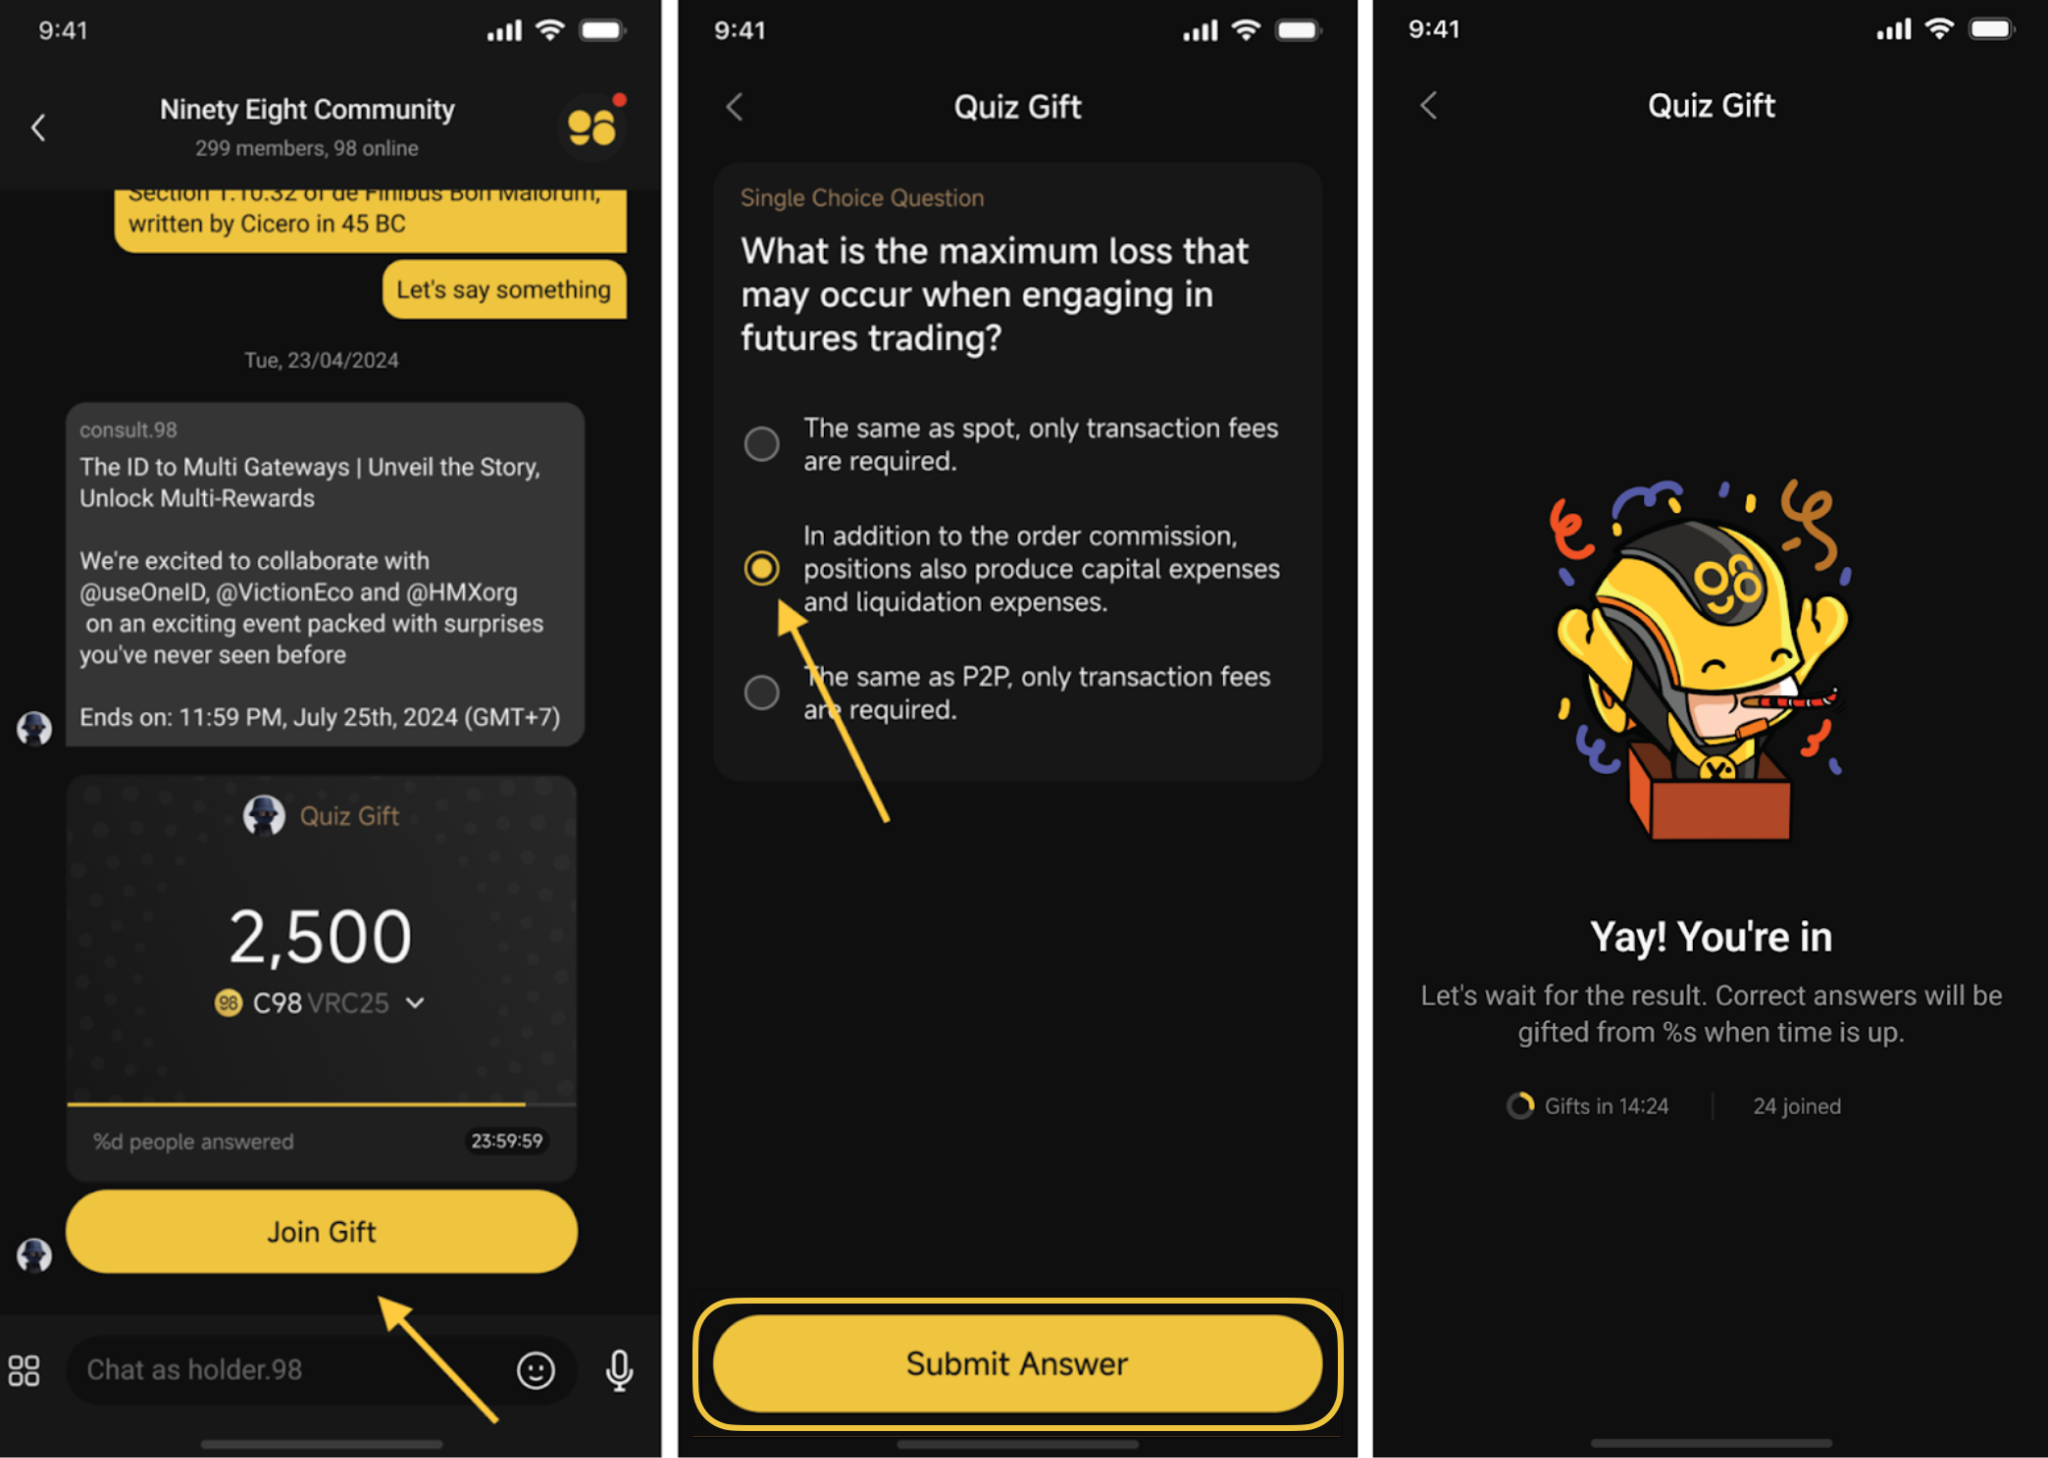 9:41
Ninety Eight Community
299 members, 98 online
Section 1.10.32 of de Finibus Bon Malorum,
written by Cicero in 45 BC
Let's say something
Tue, 23/04/2024
consult.98
The ID to Multi Gateways | Unveil the Story,
Unlock Multi-Rewards
We're excited to collaborate with
@useOneID, @VictionEco and @HMXorg
on an exciting event packed with surprises
you've never seen before
Ends on: 11:59 PM, July 25th, 2024 (GMT+7)
Quiz Gift
2,500
98 C98 VRC25
%d people answered
23:59:59
Join Gift
Chat as holder.98
9:41
Quiz Gift
Single Choice Question
What is the maximum loss that
may occur when engaging in
futures trading?
The same as spot, only transaction fees
are required.
In addition to the order commission,
positions also produce capital expenses
and liquidation expenses.
The same as P2P, only transaction fees
are required.
Submit Answer
9:41
Quiz Gift
Yay! You're in
Let's wait for the result. Correct answers will be
gifted from %s when time is up.
Gifts in 14:24
24 joined